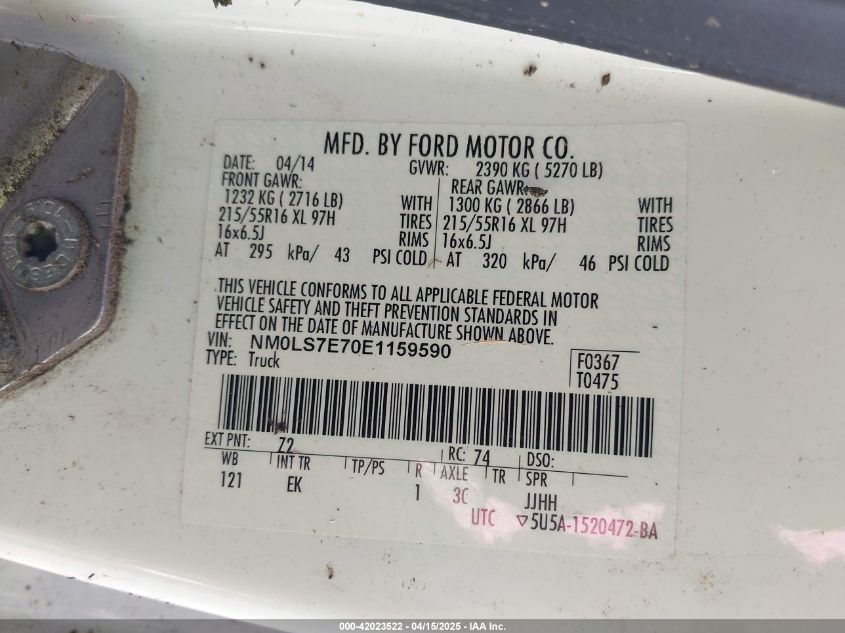 MFD. BY FORD MOTOR CO.
DATE: 04/14 GVWR: 2390 KG ( 5270 LB)
FRONT GAWR: REAR GAWR:
1232 KG ( 2716 LB) WITH 1300 KG ( 2866 LB) WITH
215/55R16 XL 97H TIRES 215/55R16 XL 97H TIRES
16x6.5J RIMS 16x6.5J RIMS
AT 295 kPa/ 43 PSI COLD AT 320 kPa/ 46 PSI COLD
THIS VEHICLE CONFORMS TO ALL APPLICABLE FEDERAL MOTOR
VEHICLE SAFETY AND THEFT PREVENTION STANDARDS IN
EFFECT ON THE DATE OF MANUFACTURE SHOWN ABOVE.
VIN: NM0LS7E70E1159590
TYPE: Truck
F0367
T0475
EXT PNT: 72 RC: 74 DSO:
WB INT TR TP/PS R AXLE TR SPR
121 EK 1 3C JJHH
UTC ▽5U5A-1520472-BA
000-42023522 - 04/15/2025 - IAA Inc.